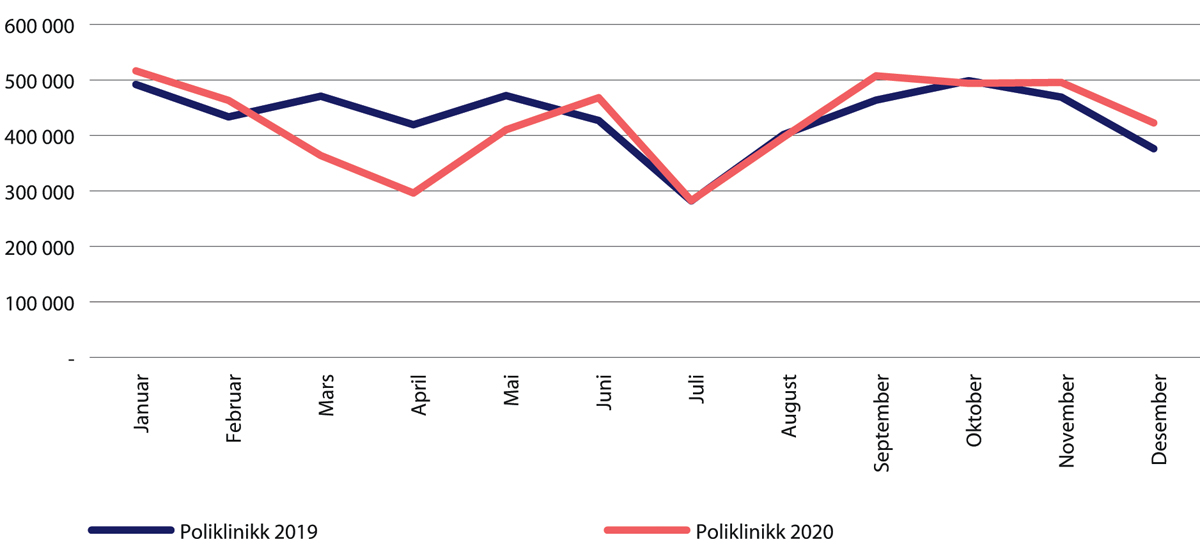 600 000
500 000
400 000
300 000
200 000
100 000
-
Januar
Februar
Mars
April
Mai
Juni
Juli
August
September
Oktober
November
Desember
Poliklinikk 2019
Poliklinikk 2020